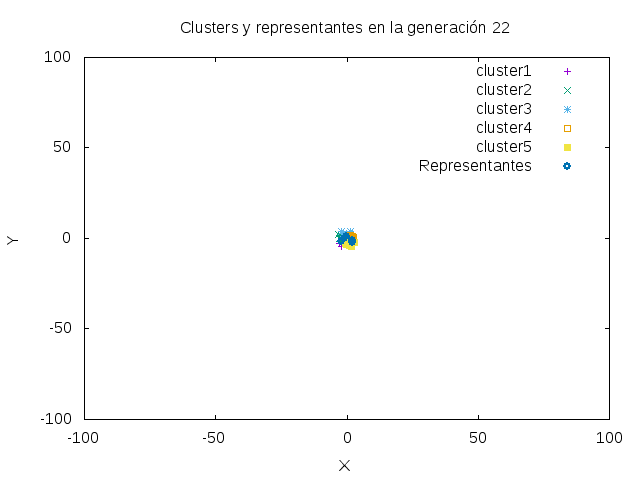 Clusters y representantes en la generación 22
100
50
0
-50
-100
-100
-50
0
50
100
X
Y
cluster1
cluster2
cluster3
cluster4
cluster5
Representantes